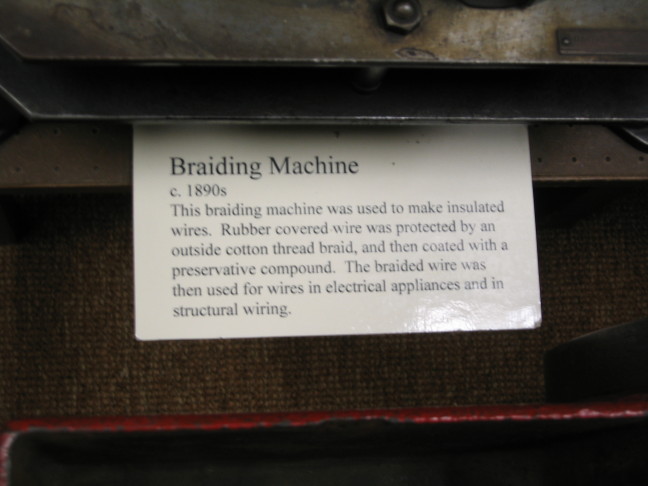 Braiding Machine
c. 1890s
This braiding machine was used to make insulated
wires.  Rubber covered wire was protected by an
outside cotton thread braid, and then coated with a
preservative compound.  The braided wire was
then used for wires in electrical appliances and in
structural wiring.